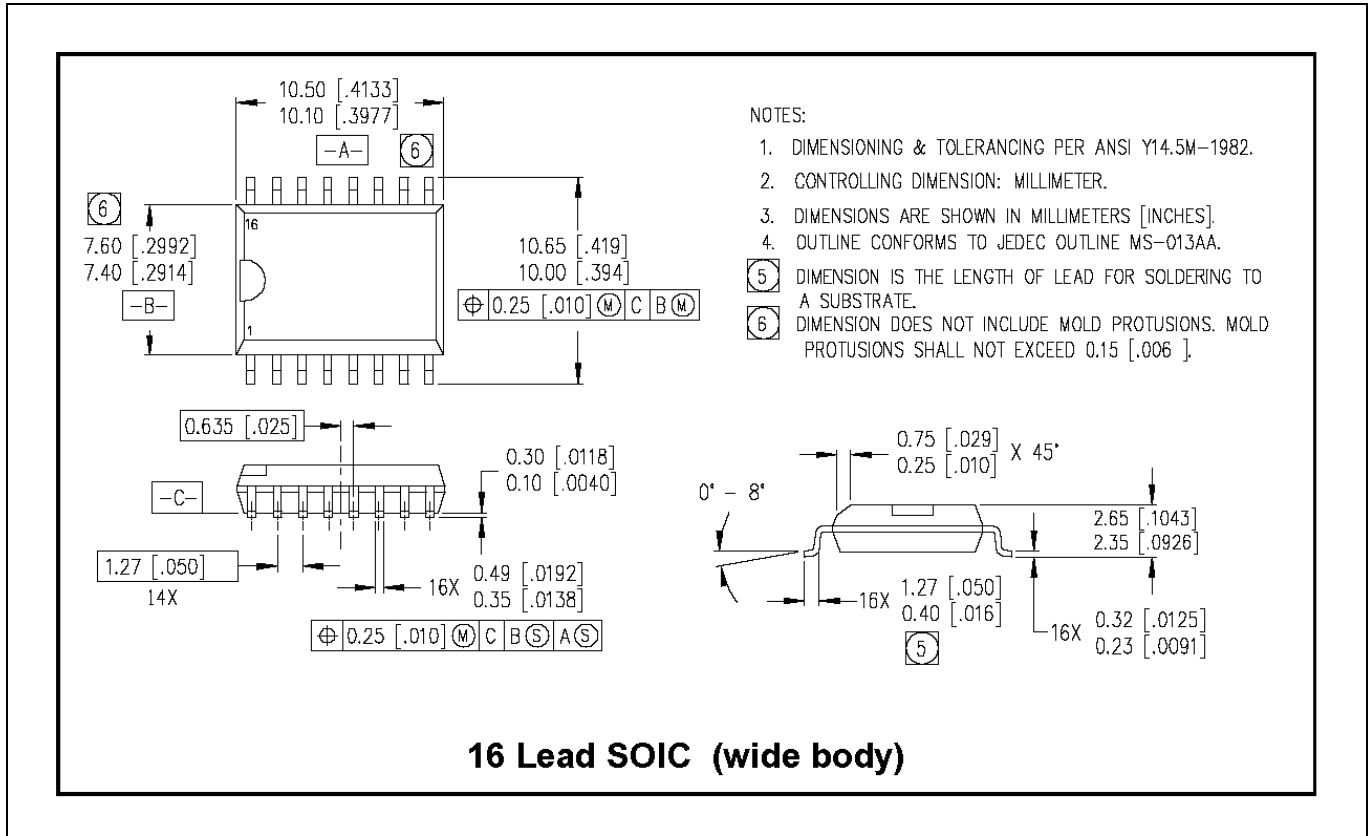 10.50 [.4133]
10.10 [.3977]
-A-
6
6
7.60 [.2992]
7.40 [.2914]
-B-
16
1
10.65 [.419]
10.00 [.394]
⌖ 0.25 [.010] Ⓜ C B Ⓜ
NOTES:
1. DIMENSIONING & TOLERANCING PER ANSI Y14.5M-1982.
2. CONTROLLING DIMENSION: MILLIMETER.
3. DIMENSIONS ARE SHOWN IN MILLIMETERS [INCHES].
4. OUTLINE CONFORMS TO JEDEC OUTLINE MS-013AA.
5 DIMENSION IS THE LENGTH OF LEAD FOR SOLDERING TO
A SUBSTRATE.
6 DIMENSION DOES NOT INCLUDE MOLD PROTUSIONS. MOLD
PROTUSIONS SHALL NOT EXCEED 0.15 [.006 ].
0.635 [.025]
0.30 [.0118]
0.10 [.0040]
-C-
1.27 [.050]
14X
16X 0.49 [.0192]
0.35 [.0138]
⌖ 0.25 [.010] Ⓜ C B Ⓢ A Ⓢ
0.75 [.029]
0.25 [.010]
X 45°
0° - 8°
2.65 [.1043]
2.35 [.0926]
16X 1.27 [.050]
0.40 [.016]
5
16X 0.32 [.0125]
0.23 [.0091]
16 Lead SOIC (wide body)